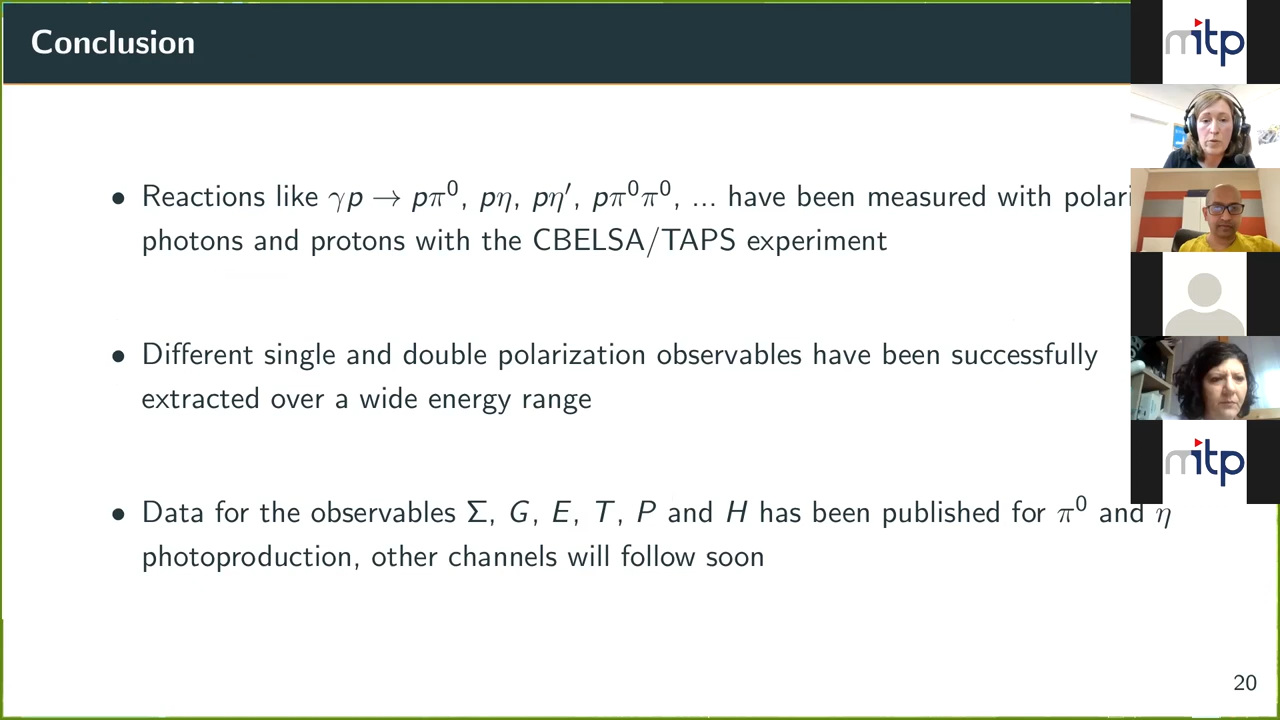 Conclusion
• Reactions like γp → pπ⁰, pη, pη′, pπ⁰π⁰, ... have been measured with
photons and protons with the CBELSA/TAPS experiment
• Different single and double polarization observables have been successfully
extracted over a wide energy range
• Data for the observables Σ, G, E, T, P and H has been published for π⁰ and η
photoproduction, other channels will follow soon
20
mitp
mitp